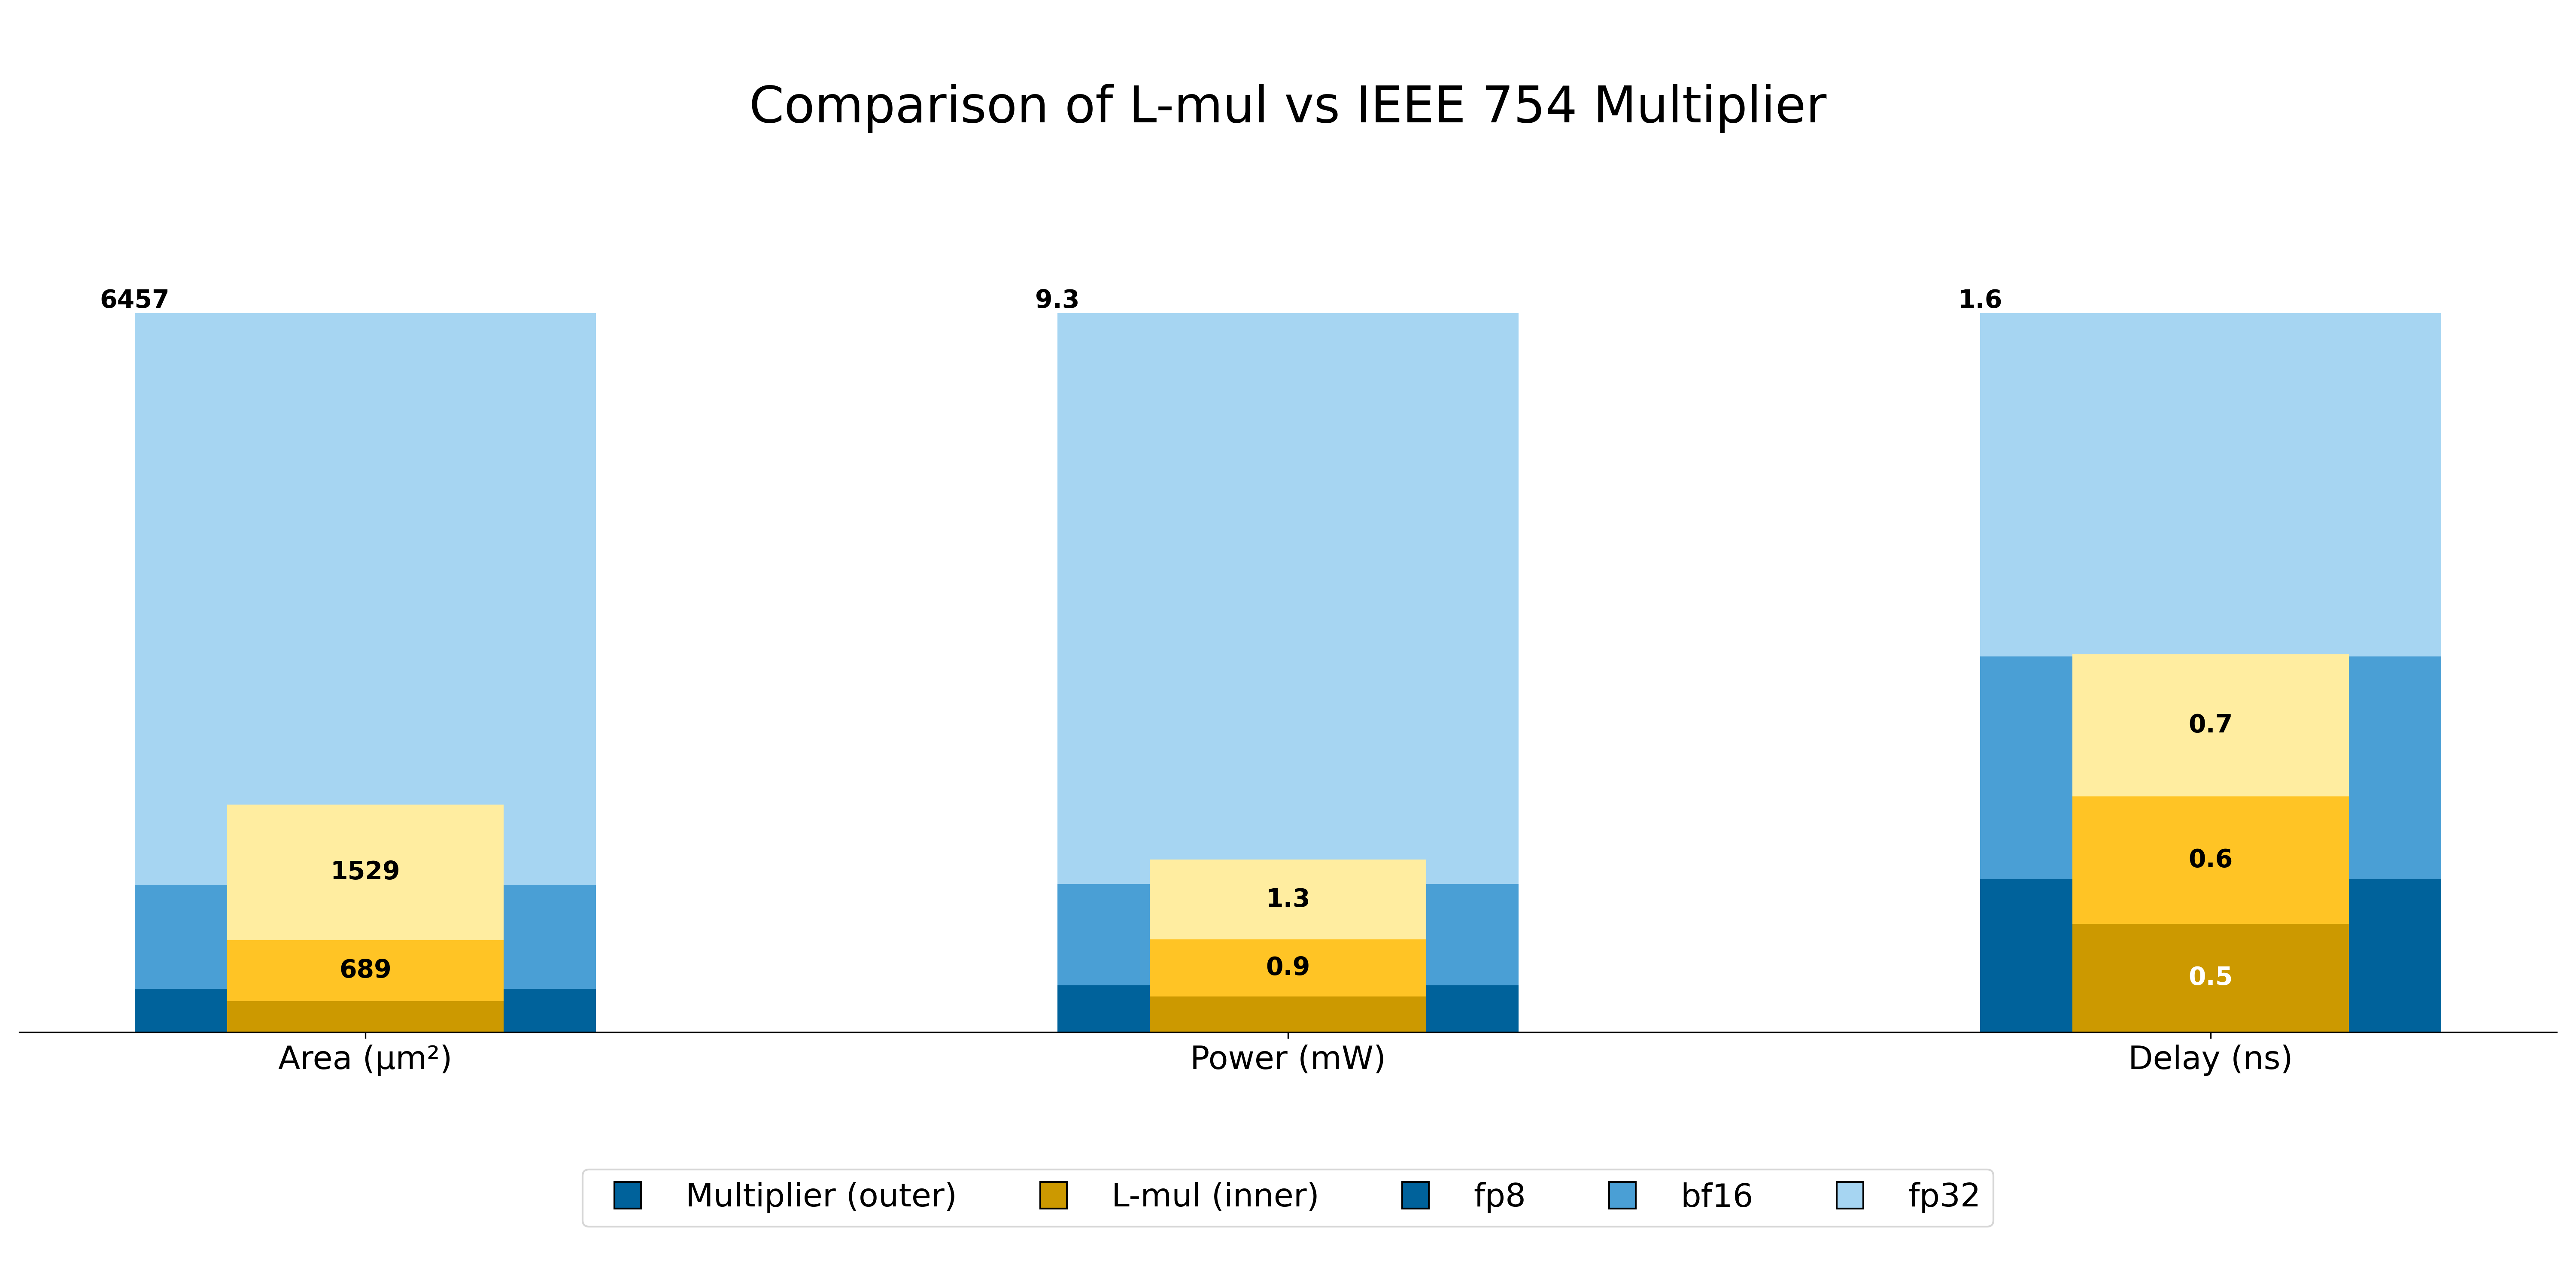 Comparison of L-mul vs IEEE 754 Multiplier
6457
9.3
1.6
0.7
0.6
0.5
1529
689
1.3
0.9
Area (μm²)
Power (mW)
Delay (ns)
Multiplier (outer)
L-mul (inner)
fp8
bf16
fp32